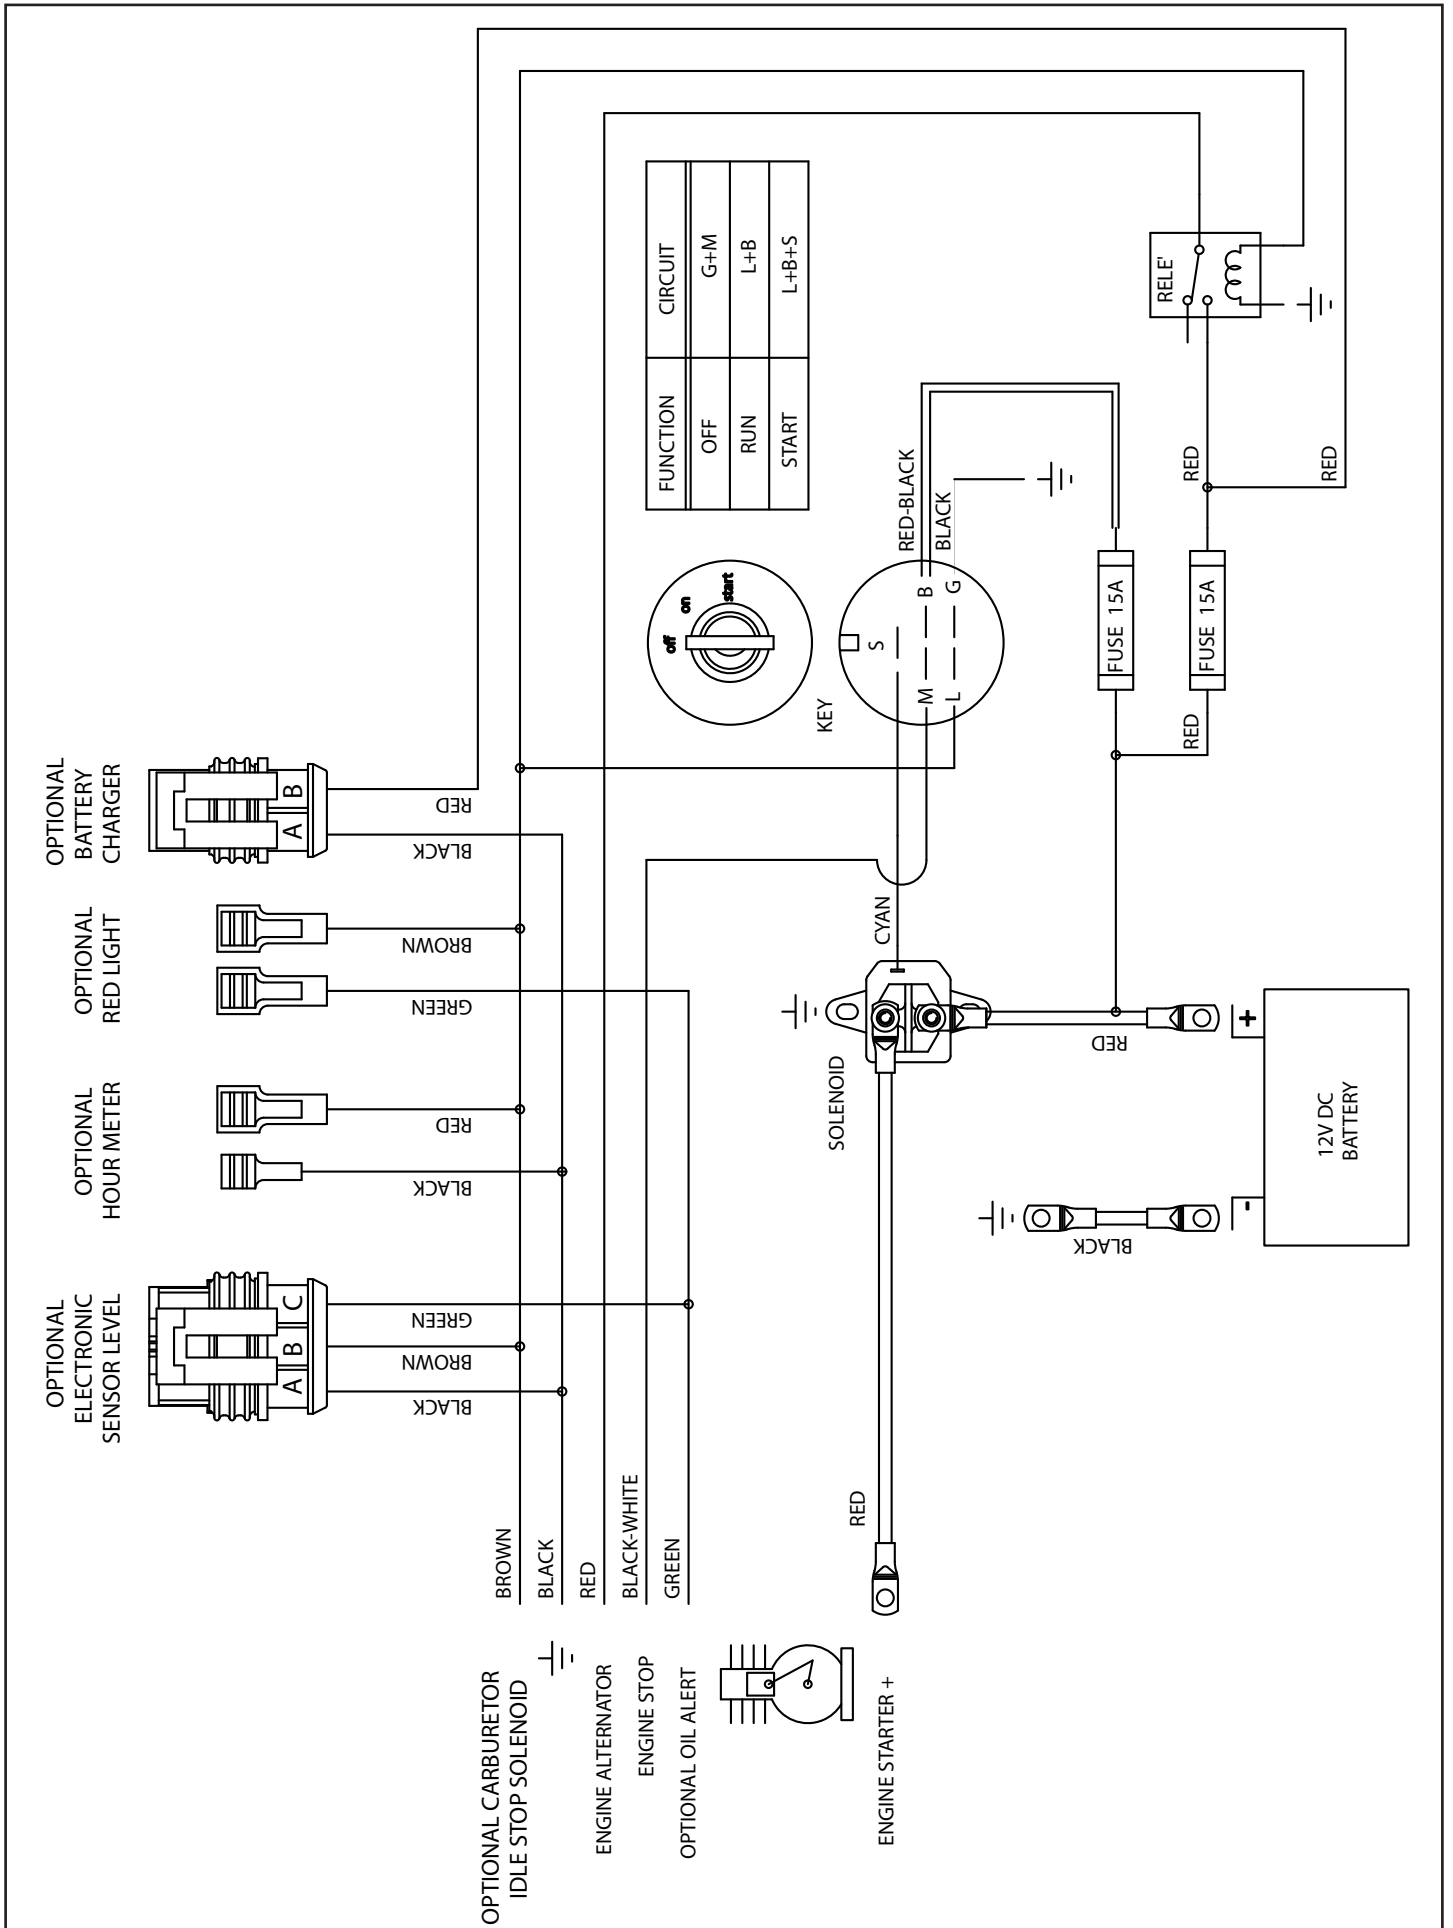 OPTIONAL
ELECTRONIC
SENSOR LEVEL
OPTIONAL
HOUR METER
OPTIONAL
RED LIGHT
OPTIONAL
BATTERY
CHARGER
A
B
C
A
B
BLACK
BROWN
GREEN
BLACK
RED
GREEN
BROWN
BLACK
RED
OPTIONAL CARBURETOR
IDLE STOP SOLENOID
BROWN
BLACK
ENGINE ALTERNATOR
RED
ENGINE STOP
BLACK-WHITE
OPTIONAL OIL ALERT
GREEN
ENGINE STARTER +
RED
SOLENOID
CYAN
KEY
off
on
start
FUNCTION
CIRCUIT
OFF
G+M
RUN
L+B
START
L+B+S
S
M
B
L
G
RED-BLACK
BLACK
FUSE 15A
FUSE 15A
RED
RED
RED
RELE'
RED
BLACK
-
+
12V DC
BATTERY